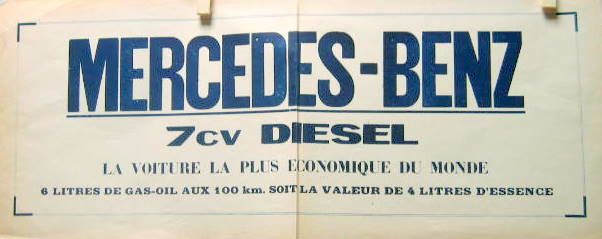 MERCEDES-BENZ
7CV DIESEL
LA VOITURE LA PLUS ECONOMIQUE DU MONDE
6 LITRES DE GAS-OIL AUX 100 km. SOIT LA VALEUR DE 4 LITRES D'ESSENCE